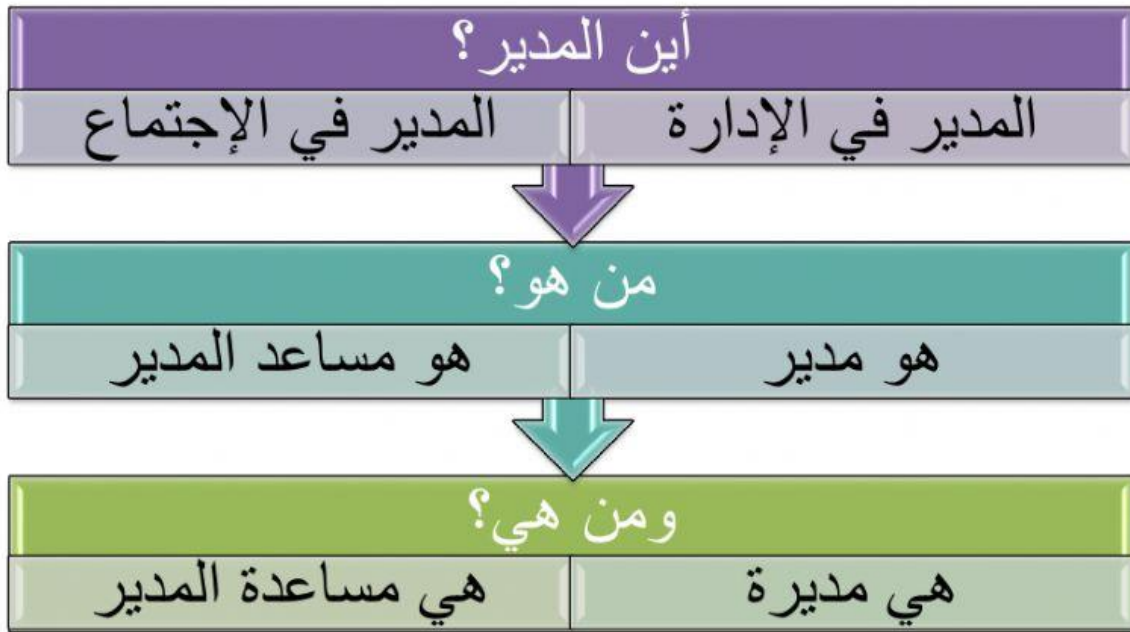 أين المدير؟
المدير في الإدارة
المدير في الإجتماع
من هو؟
هو مدير
هو مساعد المدير
ومن هي؟
هي مديرة
هي مساعدة المدير